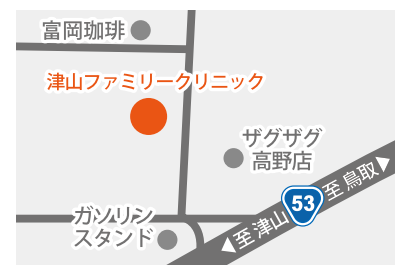 富岡珈琲
津山ファミリークリニック
ザグザグ
高野店
ガソリン
スタンド
◀至 津山
53
至 鳥取▶